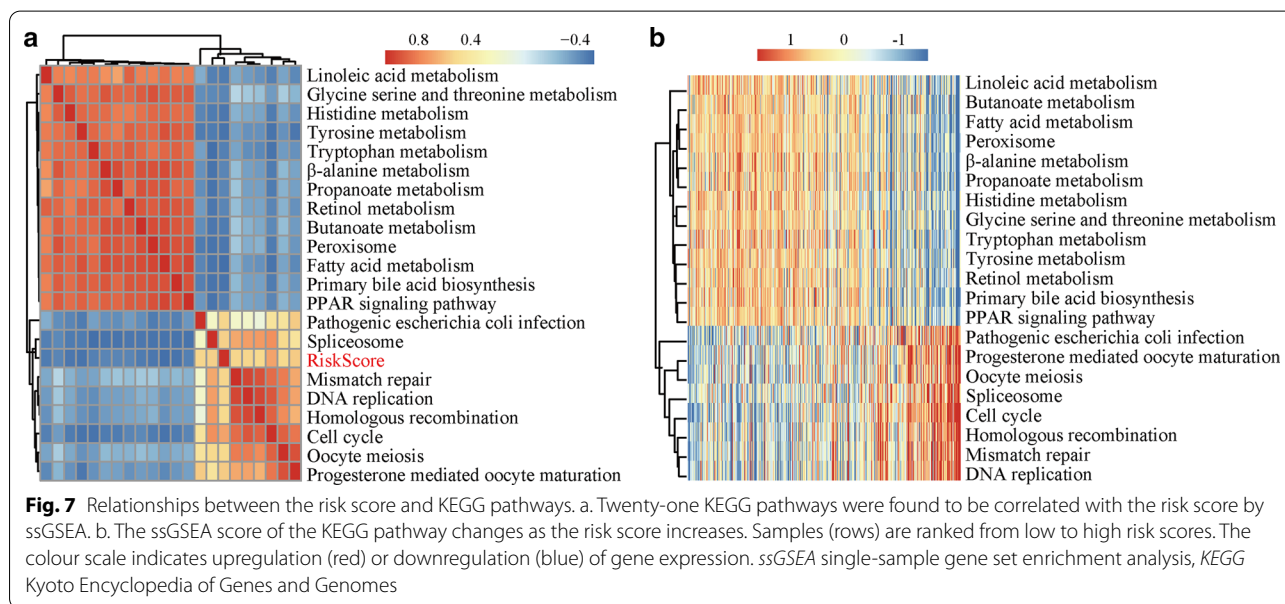 a
0.8 0.4 −0.4
Linoleic acid metabolism
Glycine serine and threonine metabolism
Histidine metabolism
Tyrosine metabolism
Tryptophan metabolism
β-alanine metabolism
Propanoate metabolism
Retinol metabolism
Butanoate metabolism
Peroxisome
Fatty acid metabolism
Primary bile acid biosynthesis
PPAR signaling pathway
Pathogenic escherichia coli infection
Spliceosome
RiskScore
Mismatch repair
DNA replication
Homologous recombination
Cell cycle
Oocyte meiosis
Progesterone mediated oocyte maturation
b
1 0 -1
Linoleic acid metabolism
Butanoate metabolism
Fatty acid metabolism
Peroxisome
β-alanine metabolism
Propanoate metabolism
Histidine metabolism
Glycine serine and threonine metabolism
Tryptophan metabolism
Tyrosine metabolism
Retinol metabolism
Primary bile acid biosynthesis
PPAR signaling pathway
Pathogenic escherichia coli infection
Progesterone mediated oocyte maturation
Oocyte meiosis
Spliceosome
Cell cycle
Homologous recombination
Mismatch repair
DNA replication
Fig. 7 Relationships between the risk score and KEGG pathways. a. Twenty-one KEGG pathways were found to be correlated with the risk score by
ssGSEA. b. The ssGSEA score of the KEGG pathway changes as the risk score increases. Samples (rows) are ranked from low to high risk scores. The
colour scale indicates upregulation (red) or downregulation (blue) of gene expression. ssGSEA single-sample gene set enrichment analysis, KEGG
Kyoto Encyclopedia of Genes and Genomes